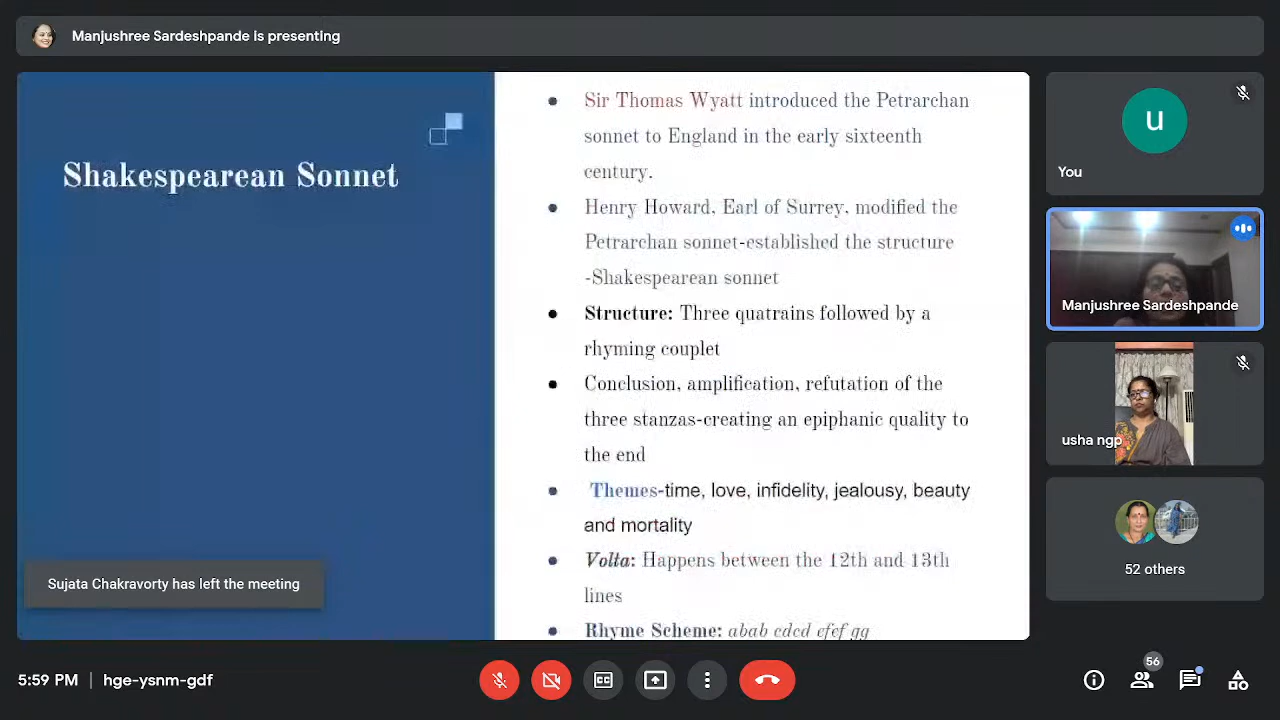 Manjushree Sardeshpande is presenting
Shakespearean Sonnet
● Sir Thomas Wyatt introduced the Petrarchan
sonnet to England in the early sixteenth
century.
● Henry Howard, Earl of Surrey, modified the
Petrarchan sonnet-established the structure
-Shakespearean sonnet
● Structure: Three quatrains followed by a
rhyming couplet
● Conclusion, amplification, refutation of the
three stanzas-creating an epiphanic quality to
the end
● Themes-time, love, infidelity, jealousy, beauty
and mortality
● Volta: Happens between the 12th and 13th
lines
● Rhyme Scheme: abab cdcd efef gg
Sujata Chakravorty has left the meeting
u
You
Manjushree Sardeshpande
usha ngp
52 others
5:59 PM | hge-ysnm-gdf
CC
56